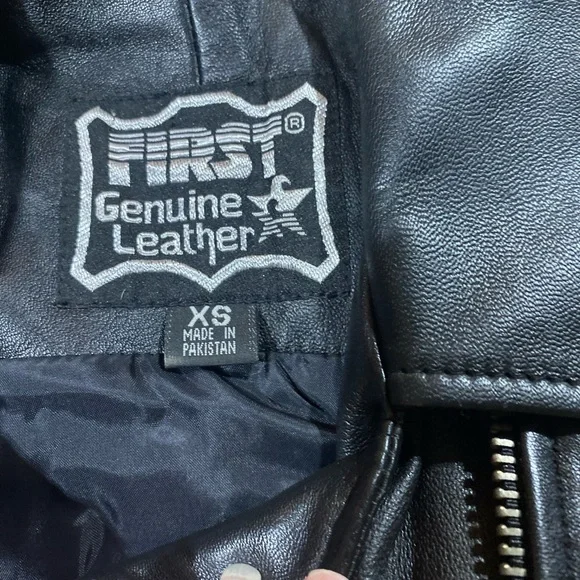 FIRST®
Genuine
Leather
XS
MADE IN
PAKISTAN